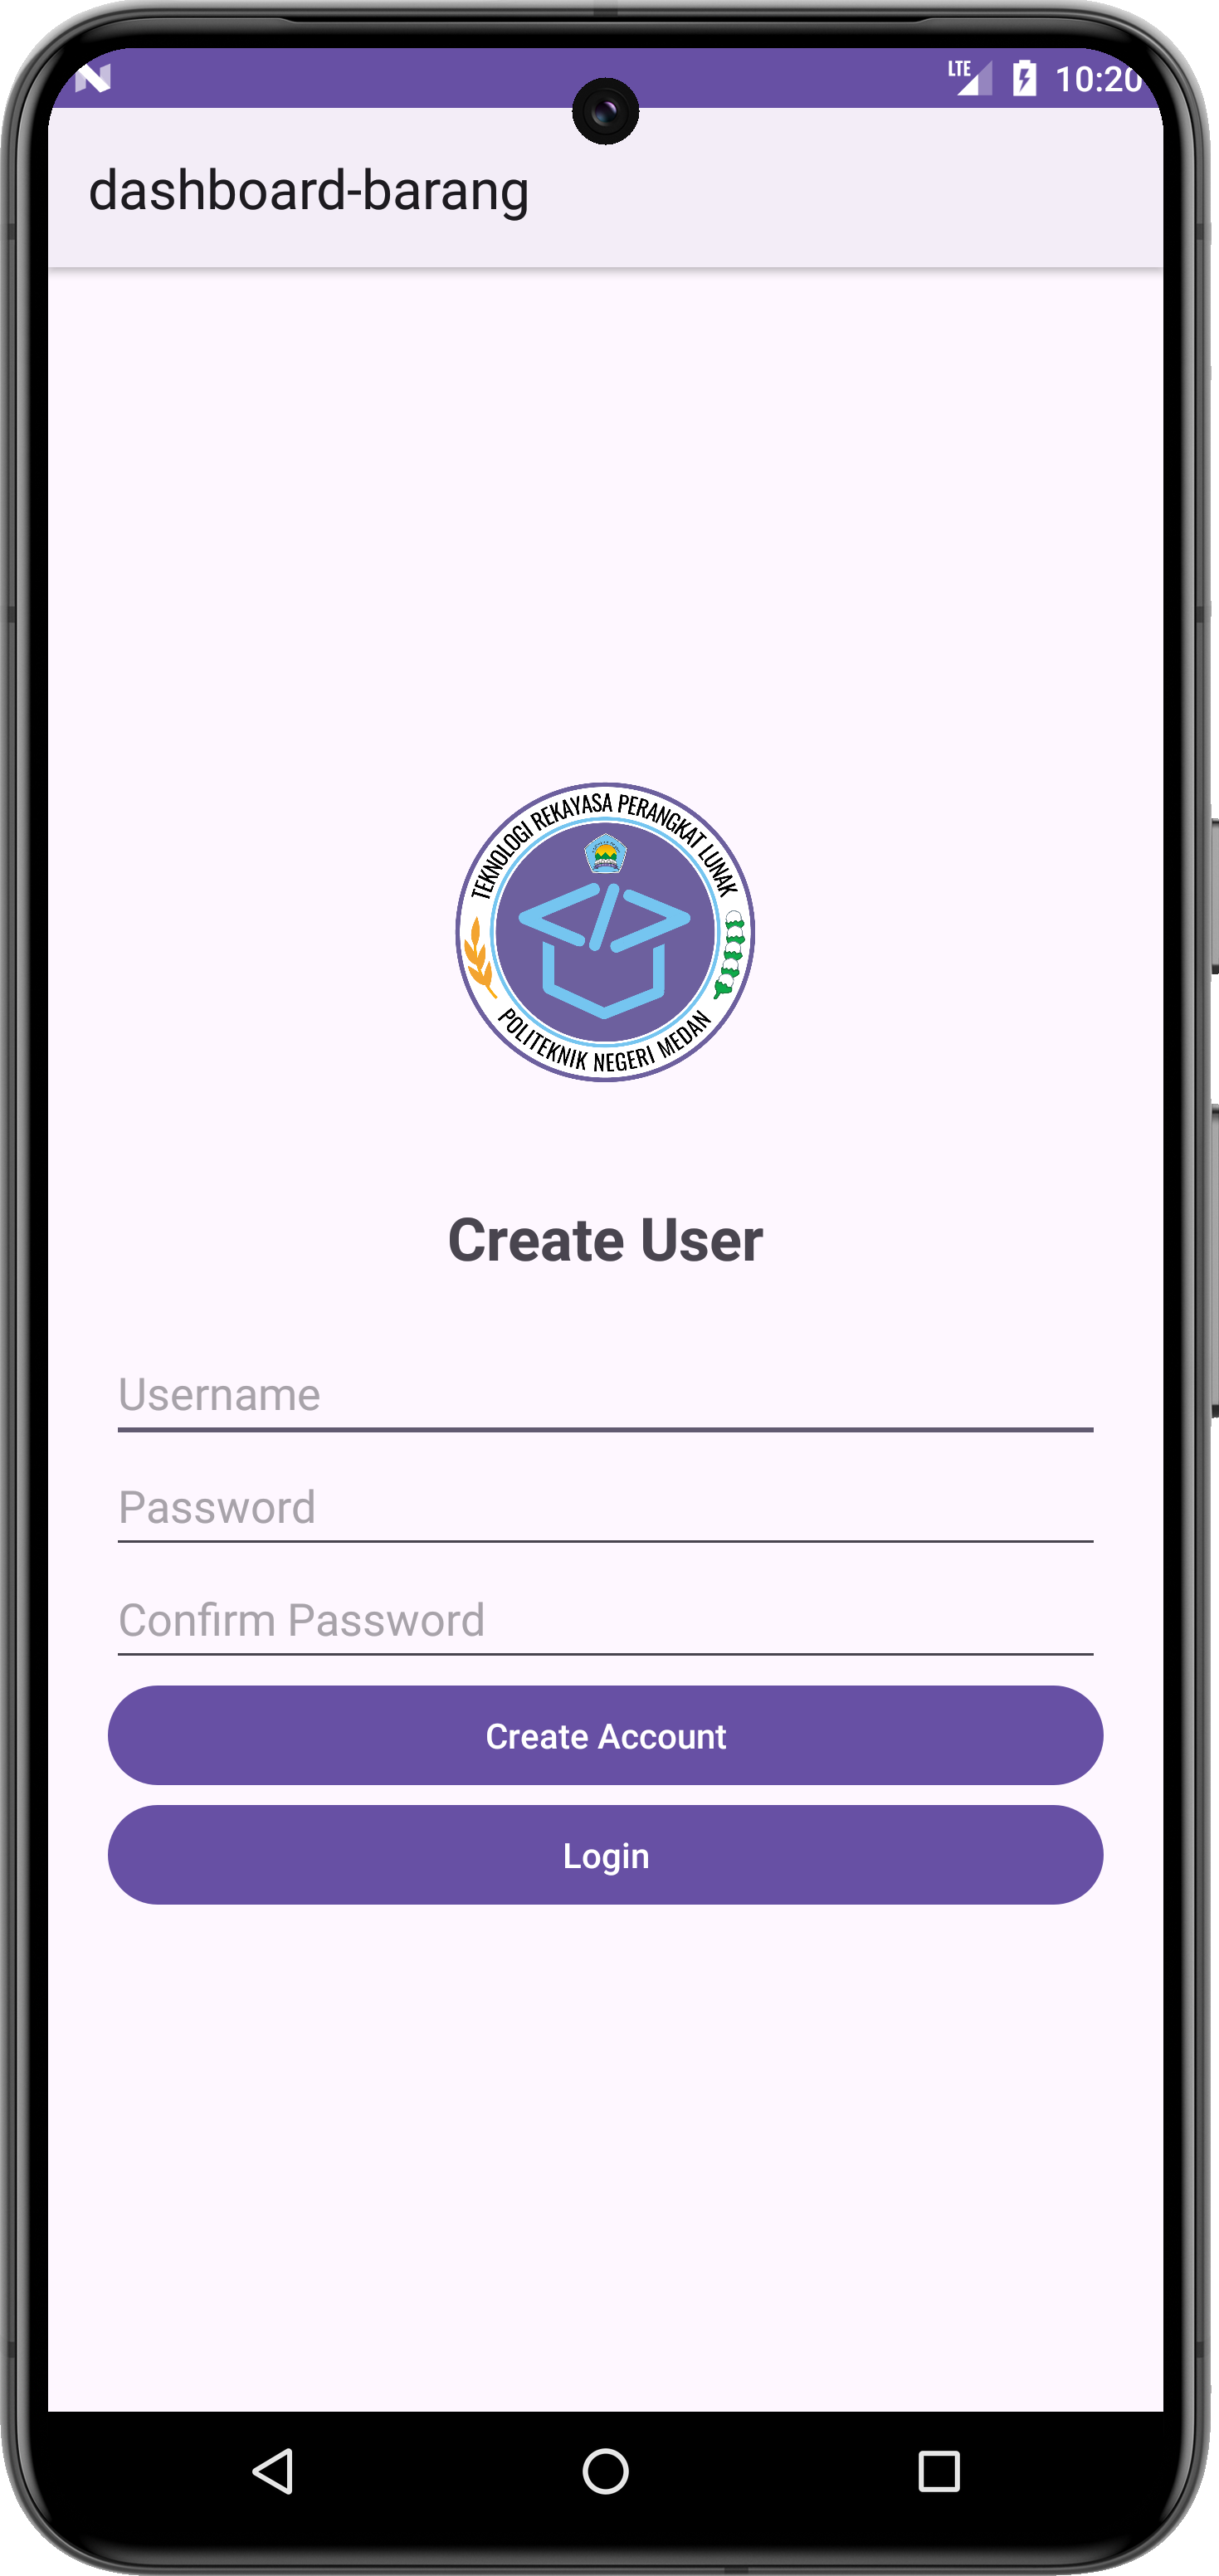 LTE 10:20
dashboard-barang
TEKNOLOGI REKAYASA PERANGKAT LUNAK
POLITEKNIK NEGERI MEDAN
Create User
Username
Password
Confirm Password
Create Account
Login